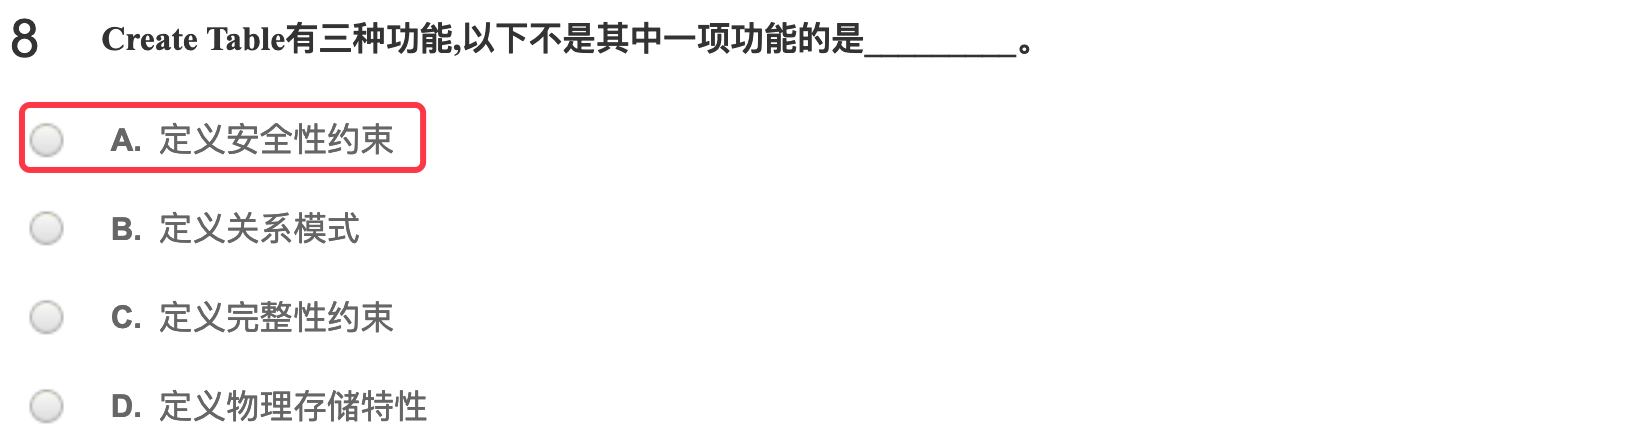 8 Create Table有三种功能,以下不是其中一项功能的是_________。
A. 定义安全性约束
B. 定义关系模式
C. 定义完整性约束
D. 定义物理存储特性